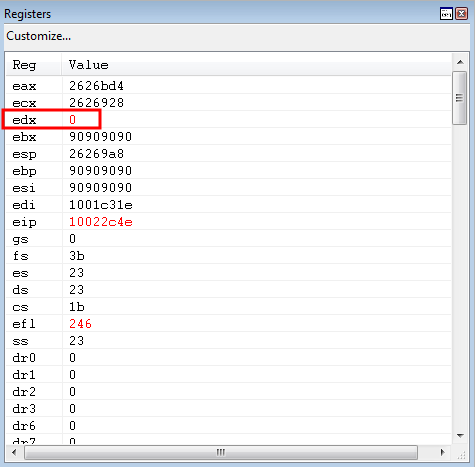 Registers
Customize...
Reg Value
eax 2626bd4
ecx 2626928
edx 0
ebx 90909090
esp 26269a8
ebp 90909090
esi 90909090
edi 1001c31e
eip 10022c4e
gs 0
fs 3b
es 23
ds 23
cs 1b
efl 246
ss 23
dr0 0
dr1 0
dr2 0
dr3 0
dr6 0
dr7 0